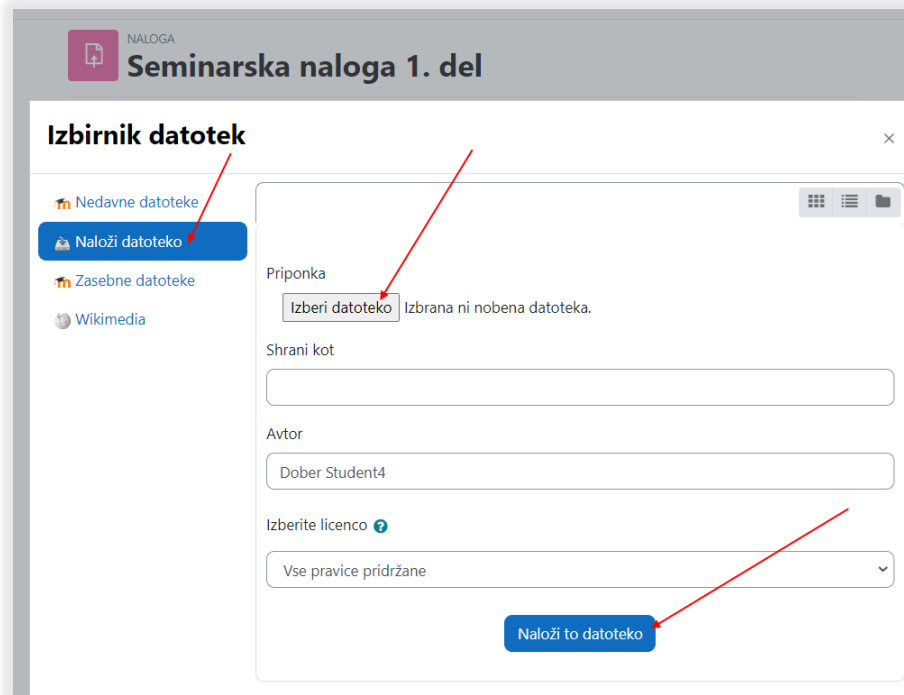 NALOGA
Seminarska naloga 1. del
Izbirnik datotek
×
Nedavne datoteke
Naloži datoteko
Zasebne datoteke
Wikimedia
Priponka
Izberi datoteko Izbrana ni nobena datoteka.
Shrani kot
Avtor
Dober Student4
Izberite licenco ?
Vse pravice pridržane
Naloži to datoteko